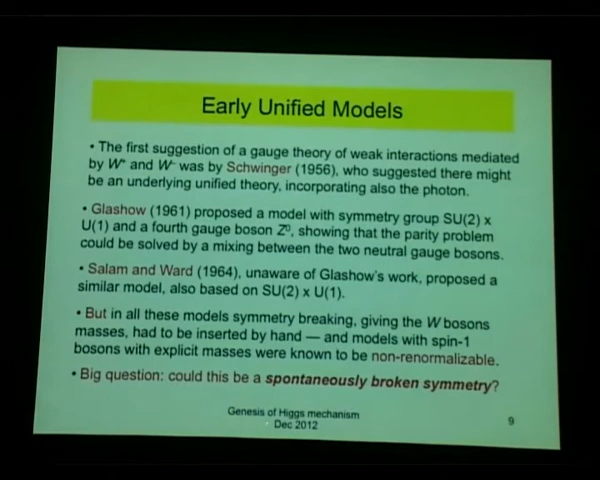 Early Unified Models
• The first suggestion of a gauge theory of weak interactions mediated
by W⁺ and W⁻ was by Schwinger (1956), who suggested there might
be an underlying unified theory, incorporating also the photon.
• Glashow (1961) proposed a model with symmetry group SU(2) x
U(1) and a fourth gauge boson Z⁰, showing that the parity problem
could be solved by a mixing between the two neutral gauge bosons.
• Salam and Ward (1964), unaware of Glashow's work, proposed a
similar model, also based on SU(2) x U(1).
• But in all these models symmetry breaking, giving the W bosons
masses, had to be inserted by hand — and models with spin-1
bosons with explicit masses were known to be non-renormalizable.
• Big question: could this be a spontaneously broken symmetry?
Genesis of Higgs mechanism
Dec 2012
9